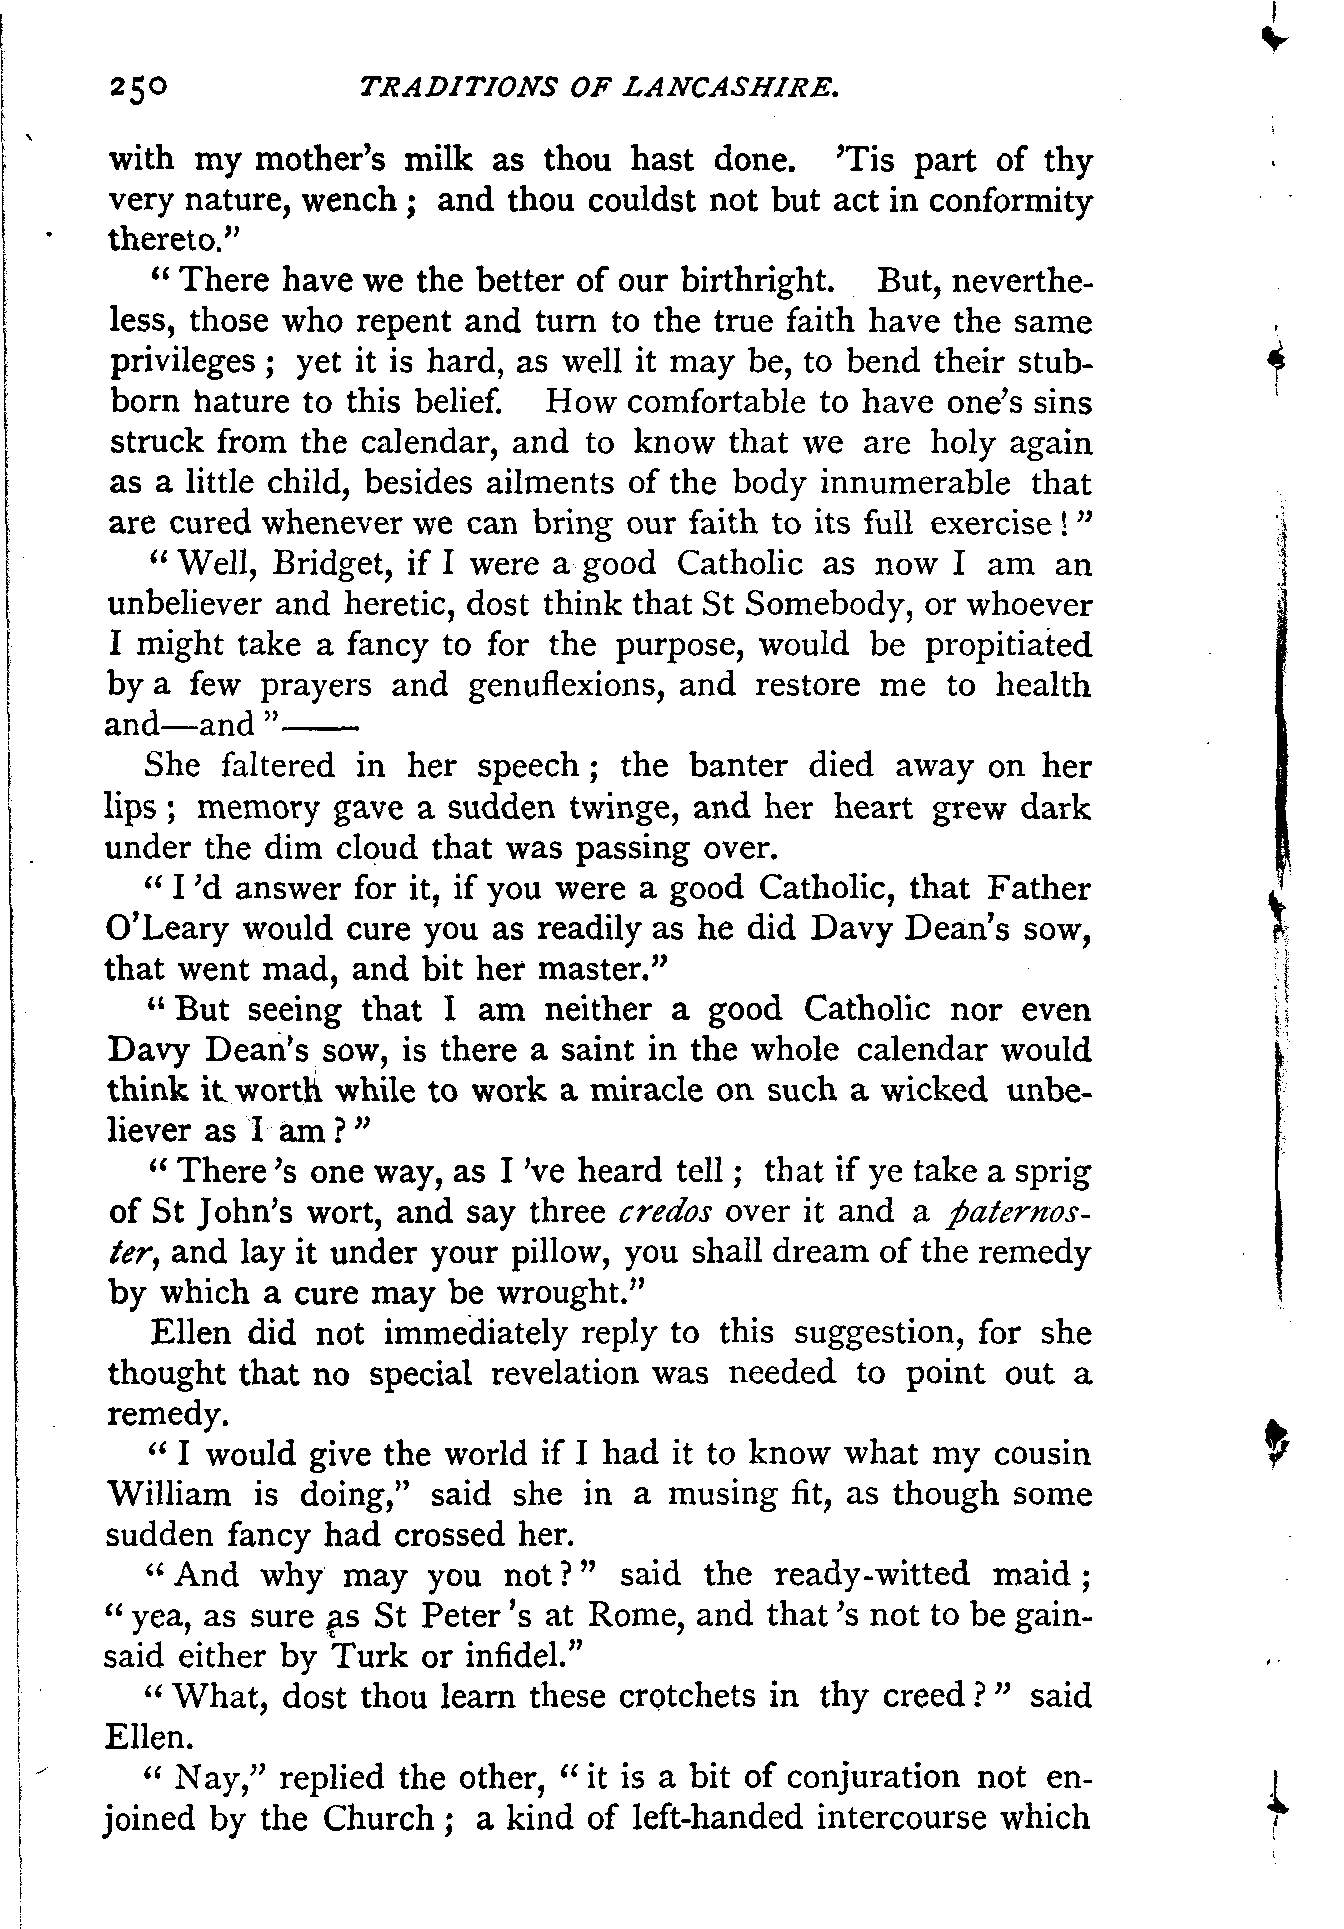 250 TRADITIONS OF LANCASHIRE.
with my mother's milk as thou hast done. 'Tis part of thy
very nature, wench ; and thou couldst not but act in conformity
thereto."
" There have we the better of our birthright. But, neverthe-
less, those who repent and turn to the true faith have the same
privileges ; yet it is hard, as well it may be, to bend their stub-
born nature to this belief. How comfortable to have one's sins
struck from the calendar, and to know that we are holy again
as a little child, besides ailments of the body innumerable that
are cured whenever we can bring our faith to its full exercise ! "
" Well, Bridget, if I were a good Catholic as now I am an
unbeliever and heretic, dost think that St Somebody, or whoever
I might take a fancy to for the purpose, would be propitiated
by a few prayers and genuflexions, and restore me to health
and—and "——
She faltered in her speech ; the banter died away on her
lips ; memory gave a sudden twinge, and her heart grew dark
under the dim cloud that was passing over.
" I 'd answer for it, if you were a good Catholic, that Father
O'Leary would cure you as readily as he did Davy Dean's sow,
that went mad, and bit her master."
" But seeing that I am neither a good Catholic nor even
Davy Dean's sow, is there a saint in the whole calendar would
think it worth while to work a miracle on such a wicked unbe-
liever as I am ? "
" There 's one way, as I 've heard tell ; that if ye take a sprig
of St John's wort, and say three credos over it and a paternos-
ter, and lay it under your pillow, you shall dream of the remedy
by which a cure may be wrought."
Ellen did not immediately reply to this suggestion, for she
thought that no special revelation was needed to point out a
remedy.
" I would give the world if I had it to know what my cousin
William is doing," said she in a musing fit, as though some
sudden fancy had crossed her.
" And why may you not ? " said the ready-witted maid ;
" yea, as sure as St Peter 's at Rome, and that 's not to be gain-
said either by Turk or infidel."
" What, dost thou learn these crotchets in thy creed ? " said
Ellen.
" Nay," replied the other, " it is a bit of conjuration not en-
joined by the Church ; a kind of left-handed intercourse which